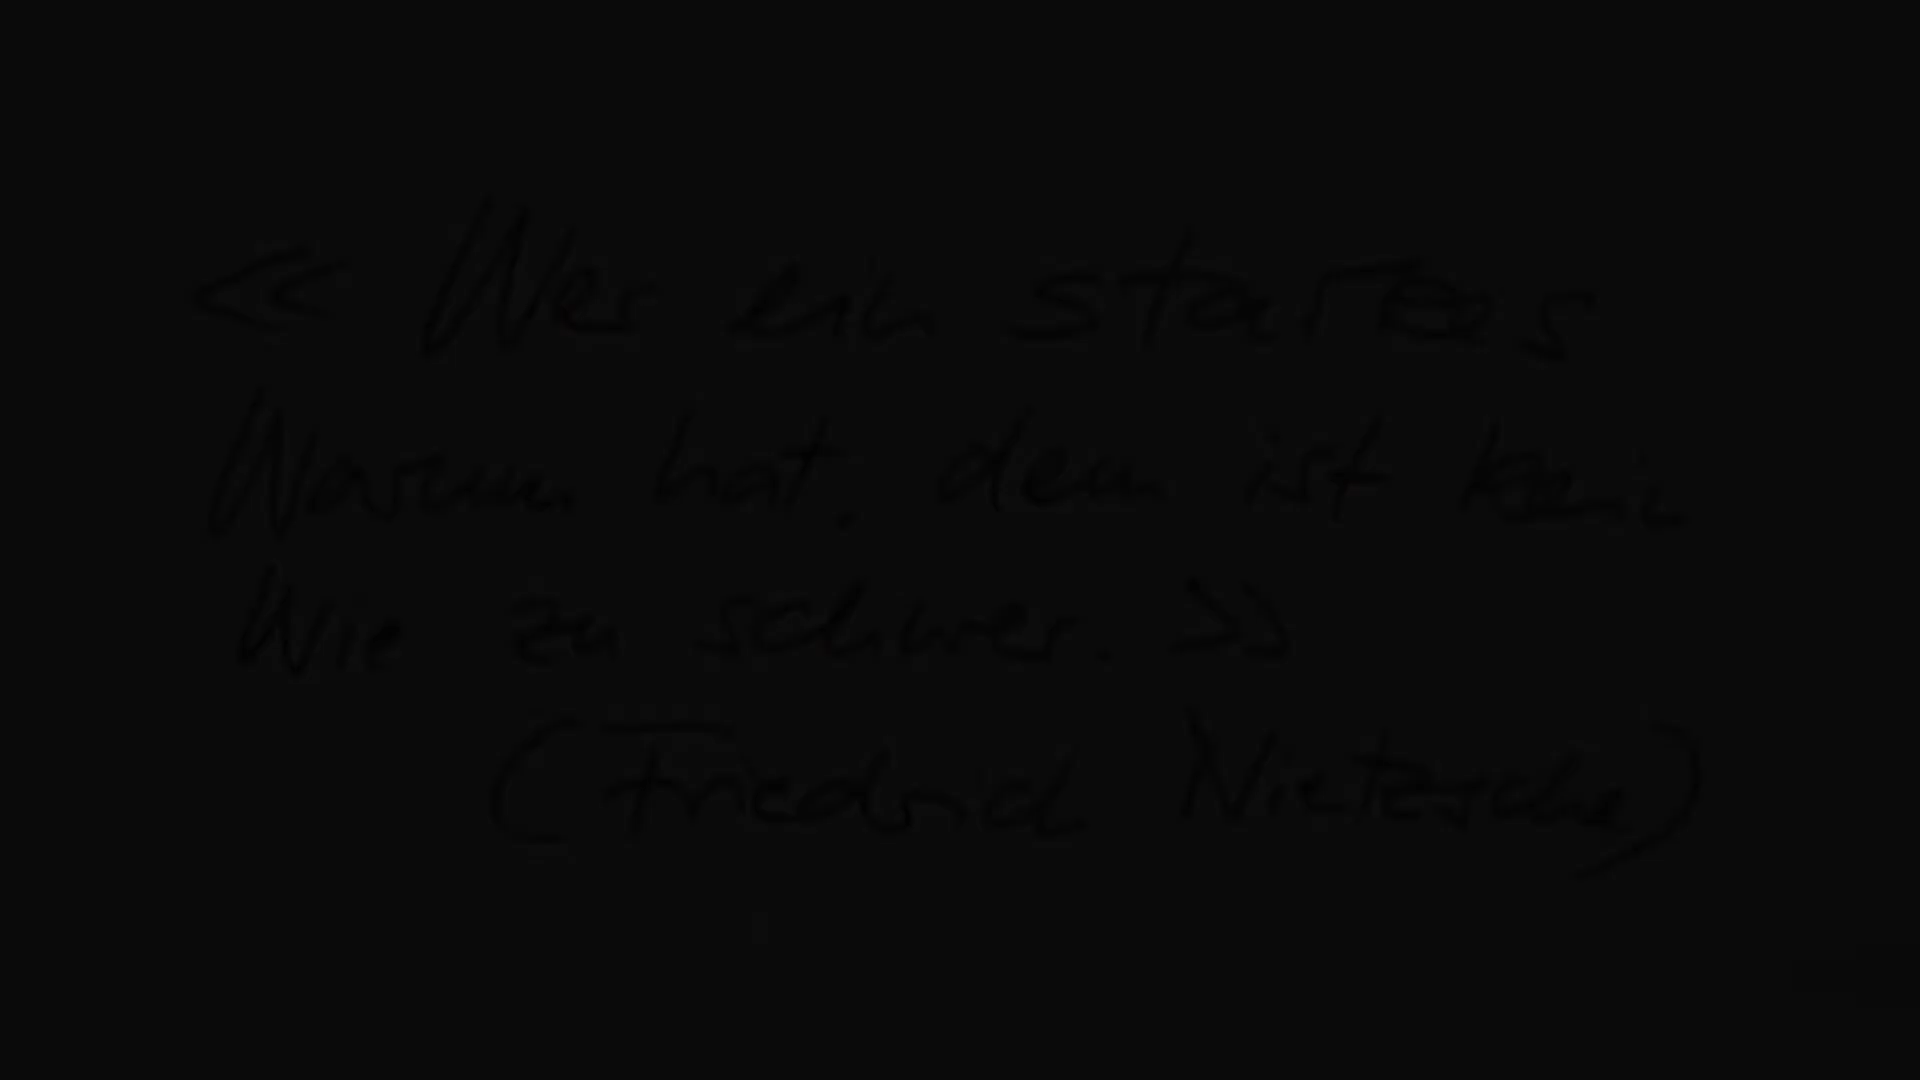 « Wer ein starkes
Warum hat, dem ist kein
Wie zu schwer. »
(Friedrich Nietzsche)